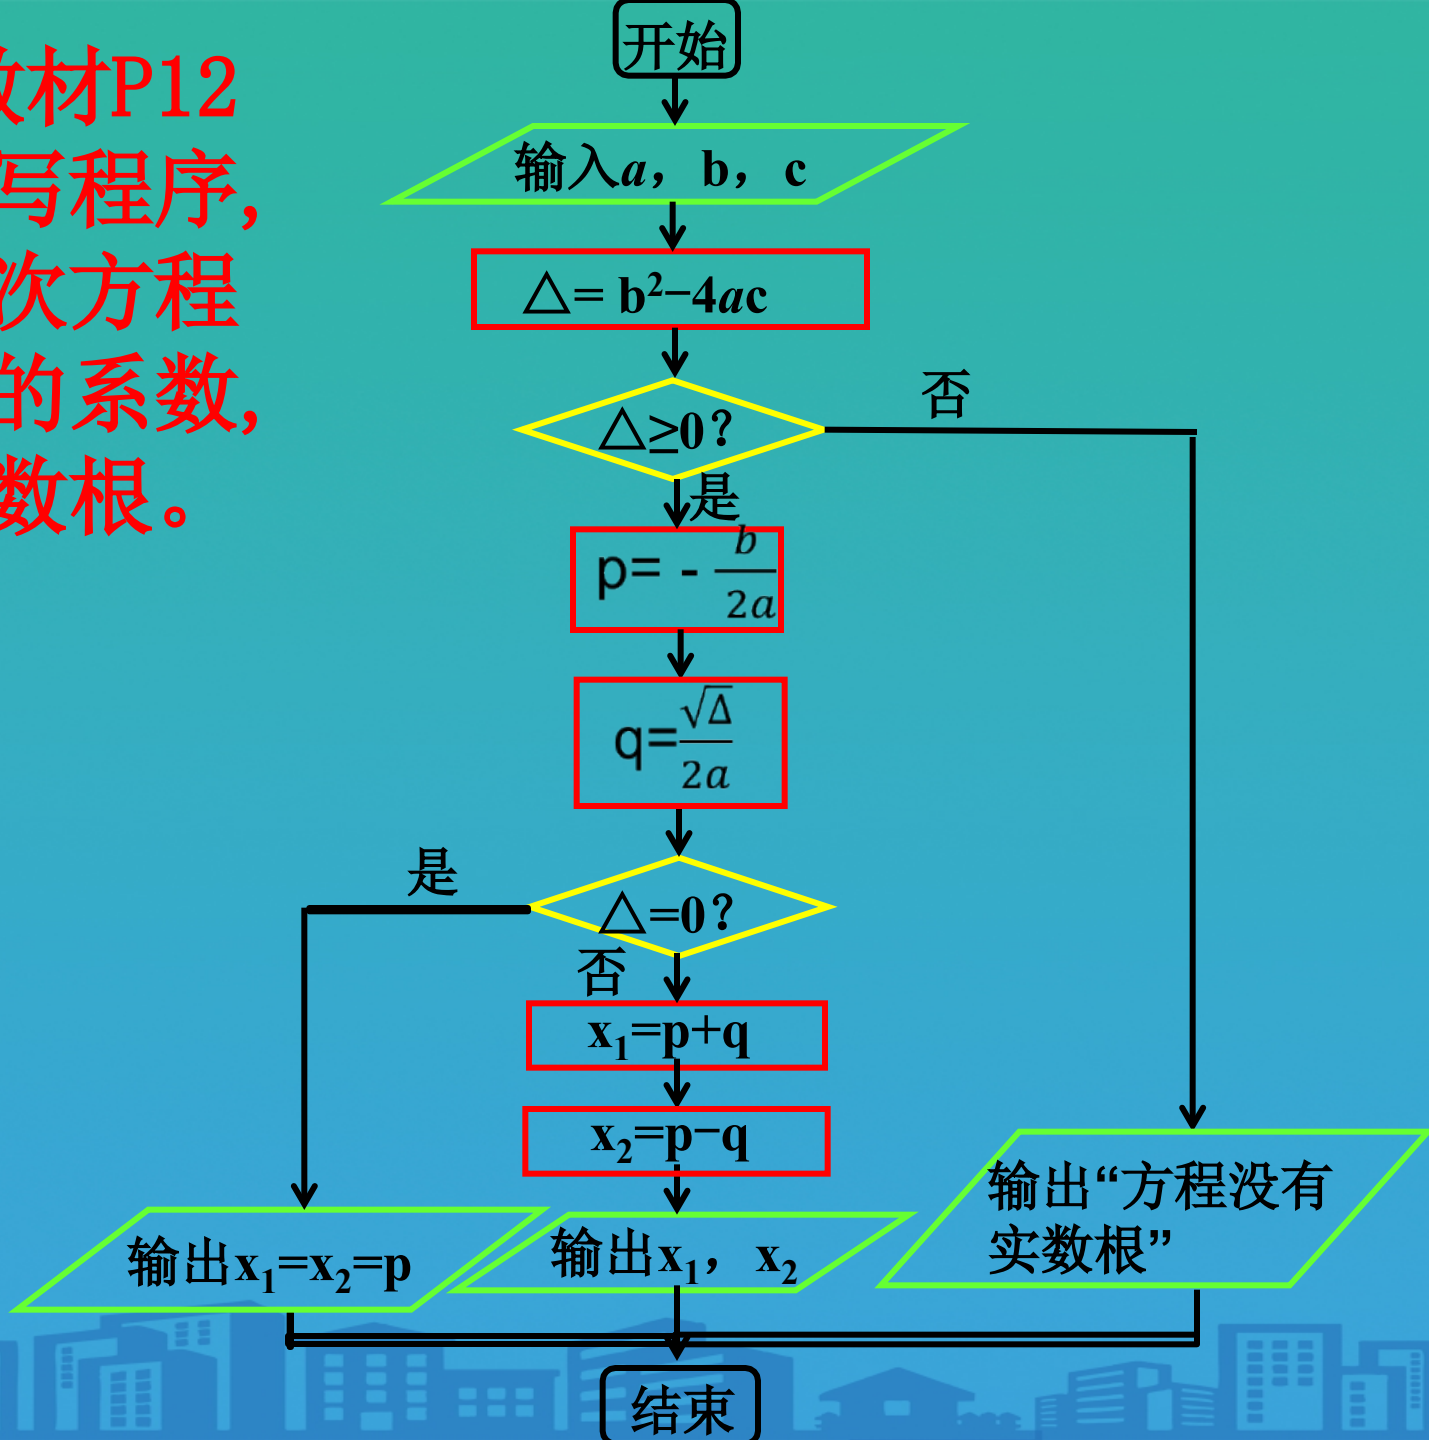 教材P12
写程序,
次方程
的系数,
数根。
开始
输入a，b，c
△= b²−4ac
△≥0?
否
是
p= - b/2a
q=√Δ/2a
是
△=0?
否
x₁=p+q
x₂=p−q
输出x₁=x₂=p
输出x₁，x₂
输出“方程没有
实数根”
结束